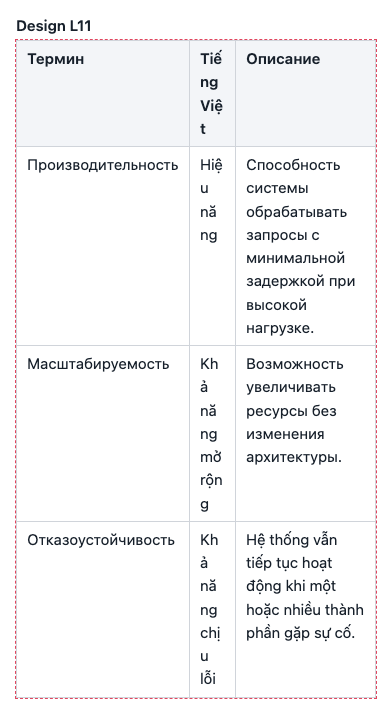 Design L11
Термин
Tiế
ng
Việ
t
Описание
Производительность
Hiệ
u
nă
ng
Способность
системы
обрабатывать
запросы с
минимальной
задержкой при
высокой
нагрузке.
Масштабируемость
Kh
ả
nă
ng
mở
rộn
g
Возможность
увеличивать
ресурсы без
изменения
архитектуры.
Отказоустойчивость
Kh
ả
nă
ng
chị
u
lỗi
Hệ thống vẫn
tiếp tục hoạt
động khi một
hoặc nhiều thành
phần gặp sự cố.